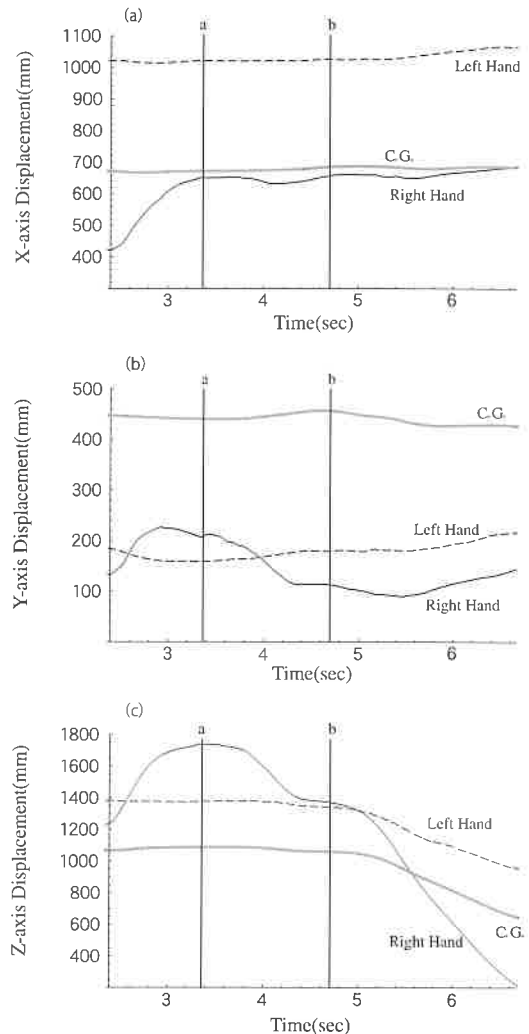 (a)
a
b
1100
1000
900
800
700
600
500
400
X-axis Displacement(mm)
Left Hand
C.G.
Right Hand
3 4 5 6
Time(sec)
(b)
a
b
500
400
300
200
100
Y-axis Displacement(mm)
C.G.
Left Hand
Right Hand
3 4 5 6
Time(sec)
(c)
a
b
1800
1600
1400
1200
1000
800
600
400
Z-axis Displacement(mm)
Left Hand
C.G.
Right Hand
3 4 5 6
Time(sec)